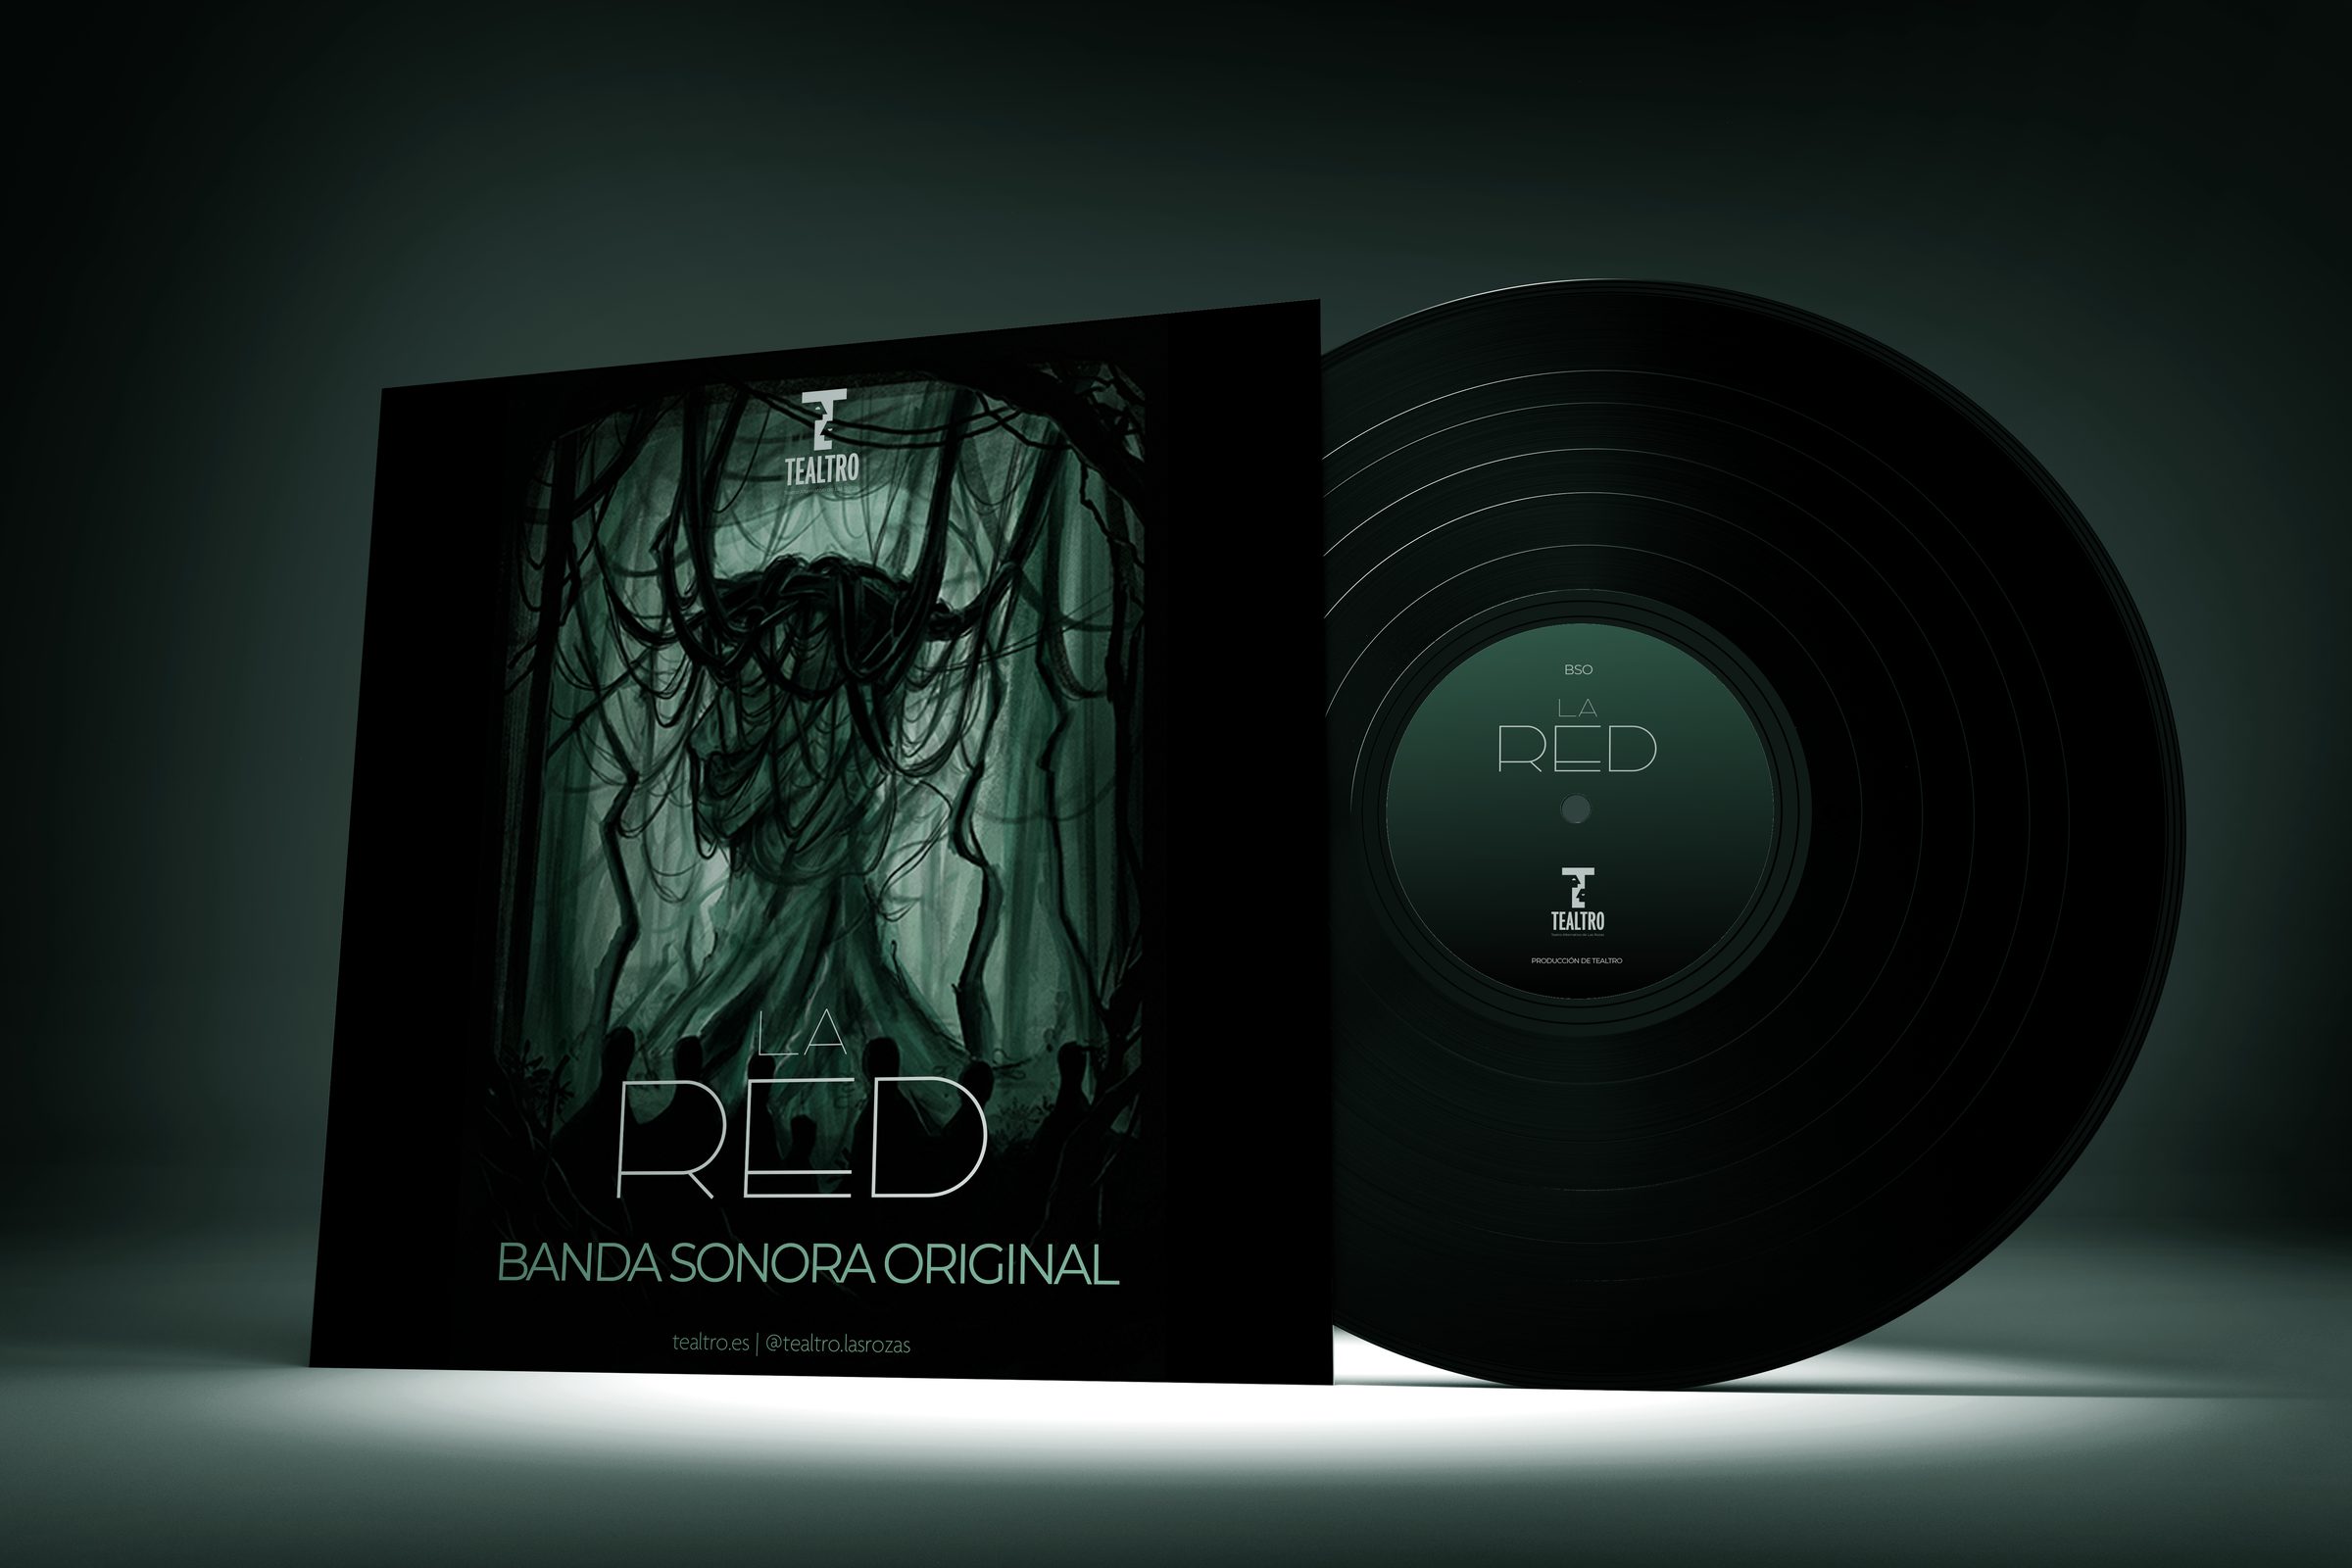 TEALTRO
LA
RED
BANDA SONORA ORIGINAL
tealtro.es | @tealtro.lasrozas
BSO
LA
RED
TEALTRO
PRODUCCIÓN DE TEALTRO